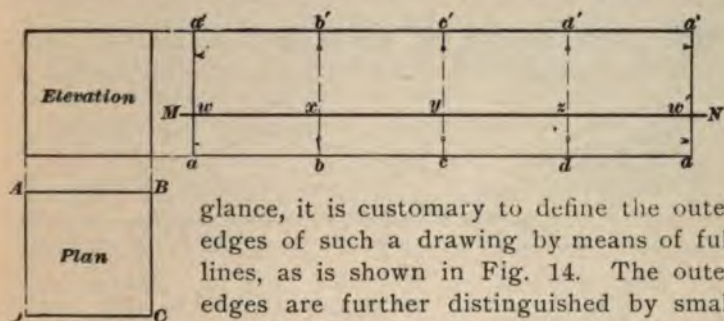 a' b' c' d' a'
Elevation
M w x y z w' N
a b c d a
A B
glance, it is customary to define the oute
edges of such a drawing by means of ful
Plan
lines, as is shown in Fig. 14. The oute
edges are further distinguished by smal
C